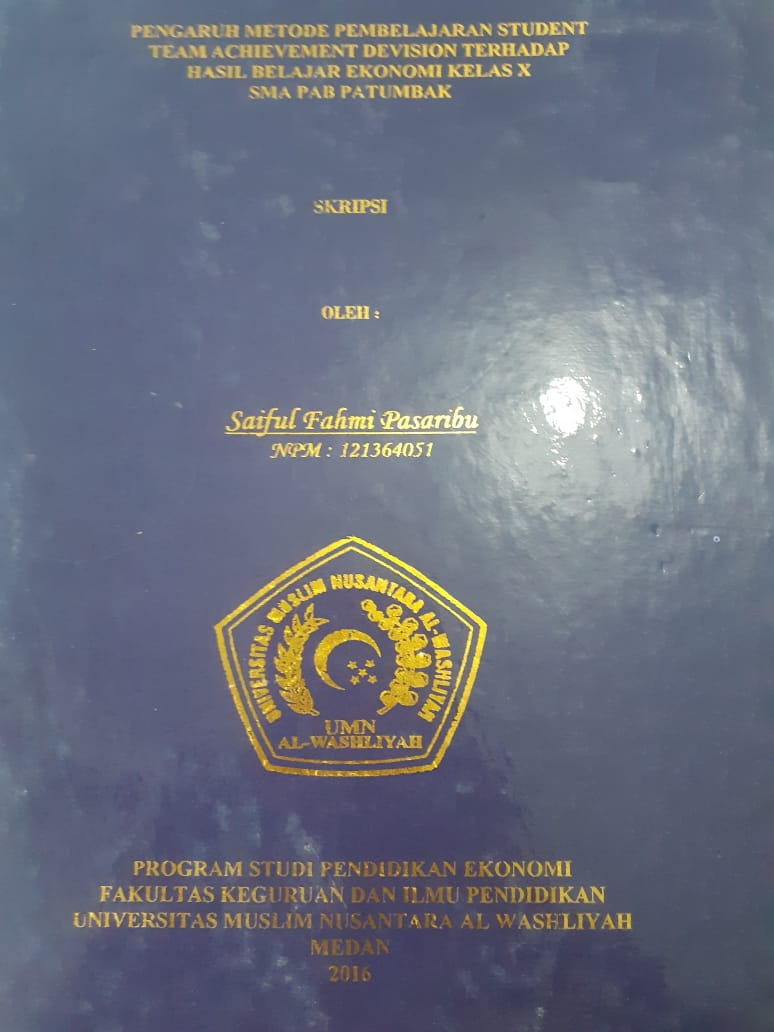 PENGARUH METODE PEMBELAJARAN STUDENT
TEAM ACHIEVEMENT DEVISION TERHADAP
HASIL BELAJAR EKONOMI KELAS X
SMA PAB PATUMBAK
SKRIPSI
OLEH :
Saiful Fahmi Pasaribu
NPM : 121364051
UNIVERSITAS MUSLIM NUSANTARA AL-WASHLIYAH
UMN
AL-WASHLIYAH
PROGRAM STUDI PENDIDIKAN EKONOMI
FAKULTAS KEGURUAN DAN ILMU PENDIDIKAN
UNIVERSITAS MUSLIM NUSANTARA AL WASHLIYAH
MEDAN
2016